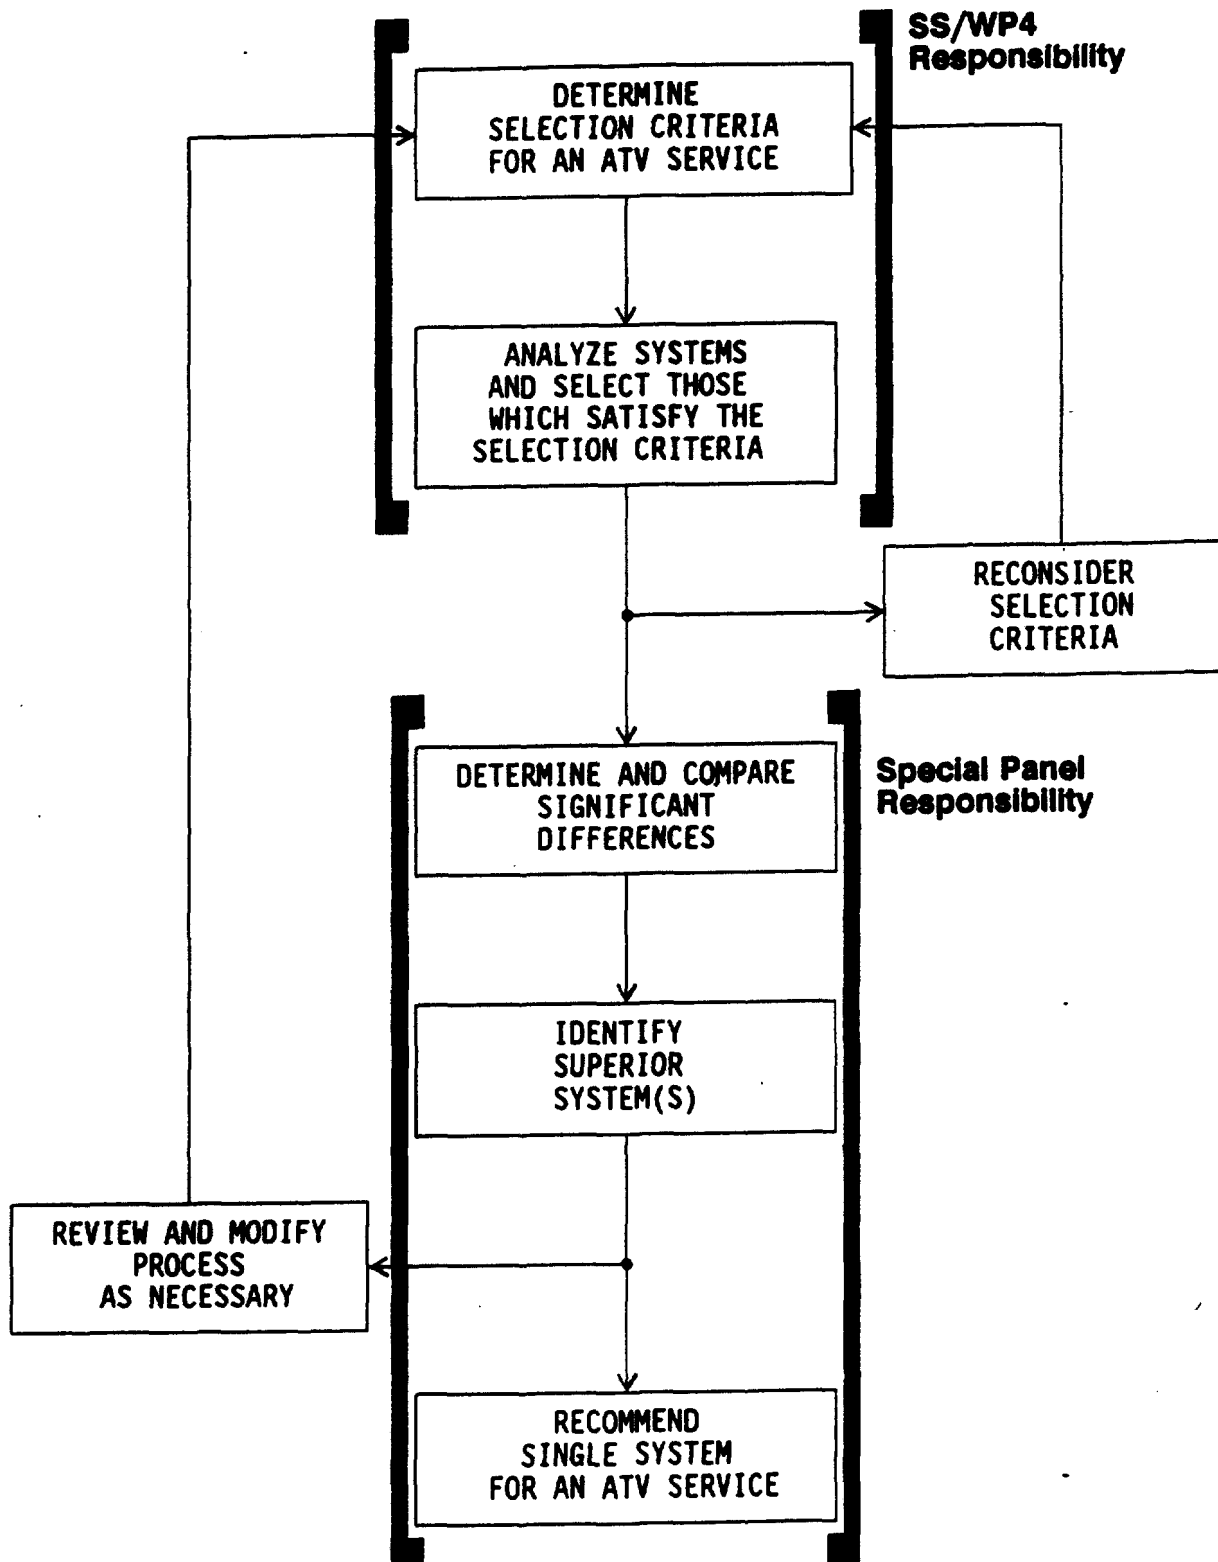 SS/WP4
Responsibility
DETERMINE
SELECTION CRITERIA
FOR AN ATV SERVICE
ANALYZE SYSTEMS
AND SELECT THOSE
WHICH SATISFY THE
SELECTION CRITERIA
RECONSIDER
SELECTION
CRITERIA
DETERMINE AND COMPARE
SIGNIFICANT
DIFFERENCES
Special Panel
Responsibility
IDENTIFY
SUPERIOR
SYSTEM(S)
REVIEW AND MODIFY
PROCESS
AS NECESSARY
RECOMMEND
SINGLE SYSTEM
FOR AN ATV SERVICE